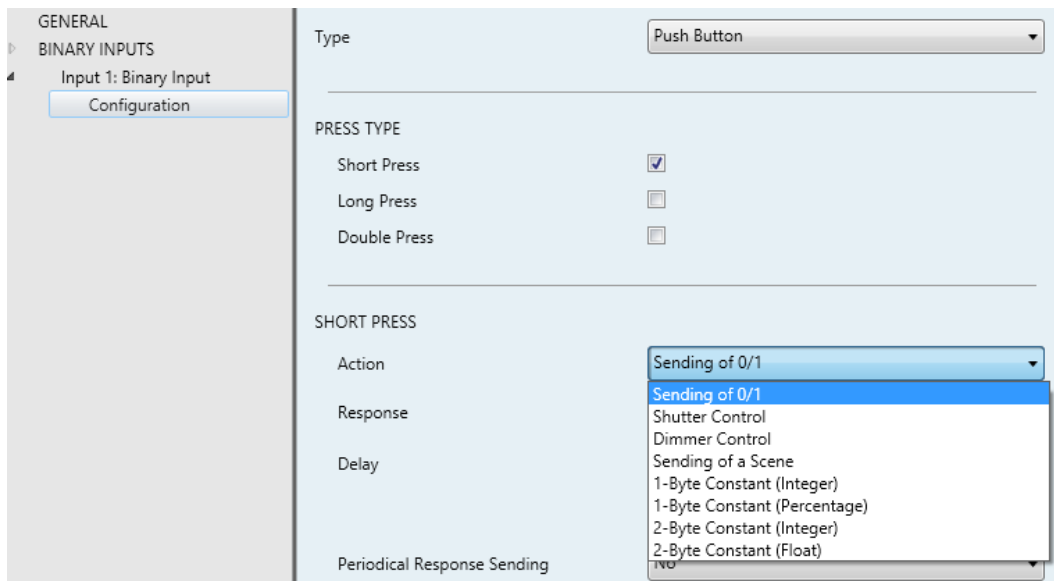 GENERAL
BINARY INPUTS
Input 1: Binary Input
Configuration
Type
Push Button
PRESS TYPE
Short Press
Long Press
Double Press
SHORT PRESS
Action
Sending of 0/1
Sending of 0/1
Shutter Control
Response
Dimmer Control
Sending of a Scene
Delay
1-Byte Constant (Integer)
1-Byte Constant (Percentage)
2-Byte Constant (Integer)
2-Byte Constant (Float)
Periodical Response Sending
No